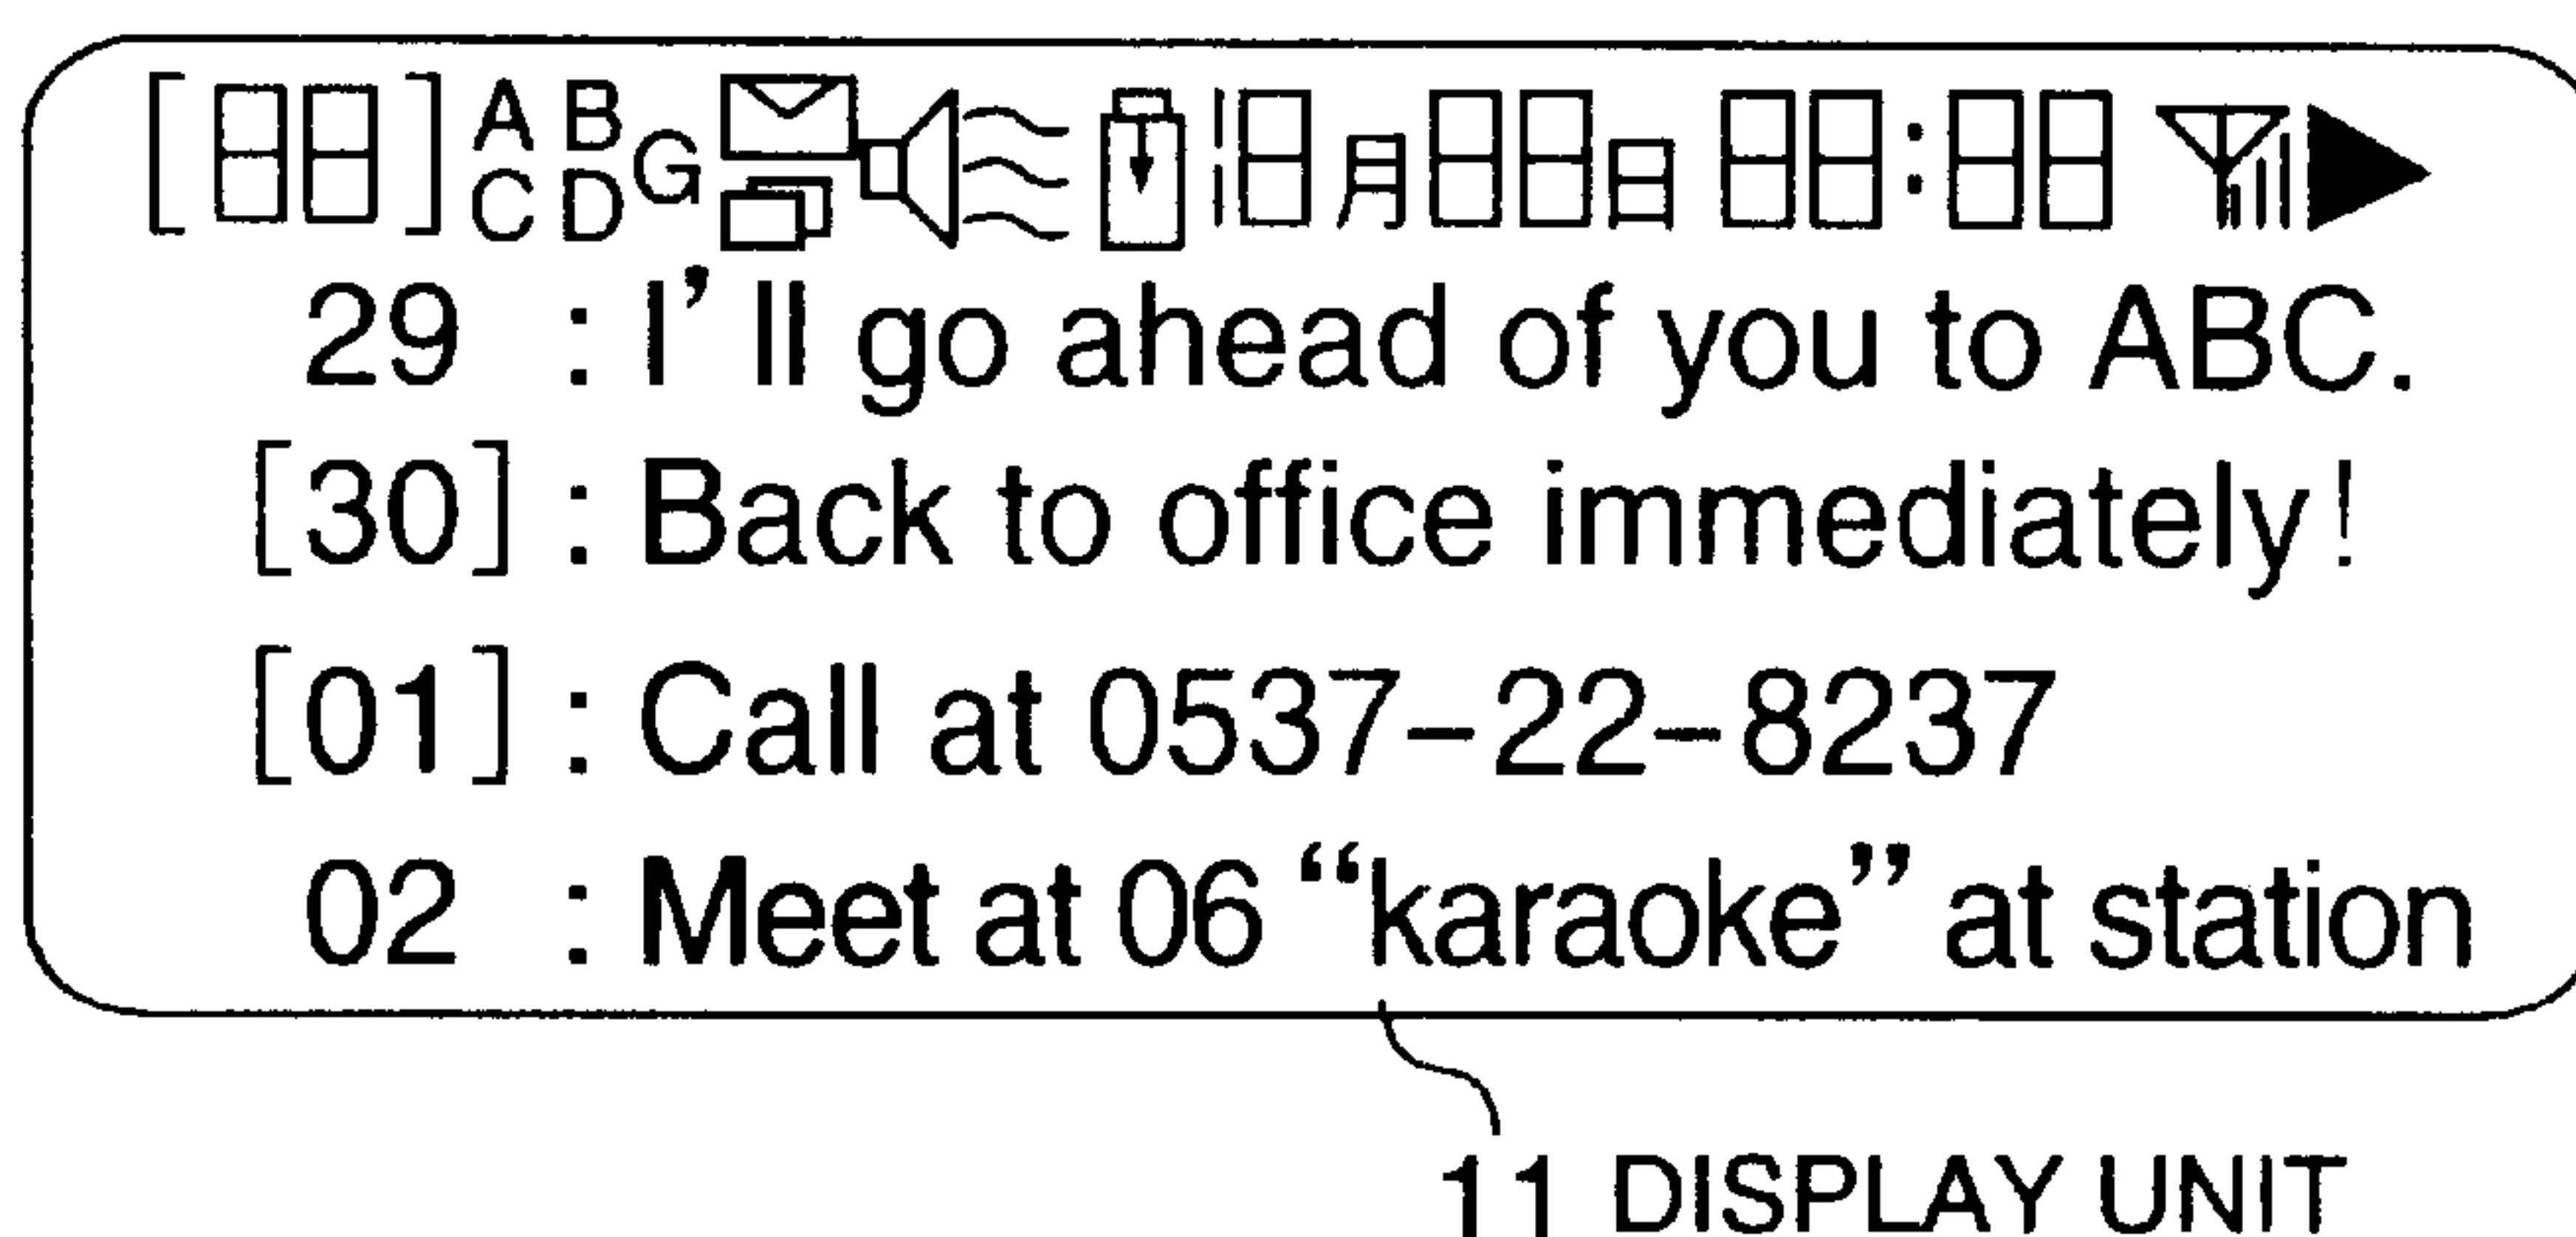 [88] A B C D G 18月88日 88:88
29 : I’ll go ahead of you to ABC.
[30] : Back to office immediately!
[01] : Call at 0537-22-8237
02 : Meet at 06 “karaoke” at station
11 DISPLAY UNIT